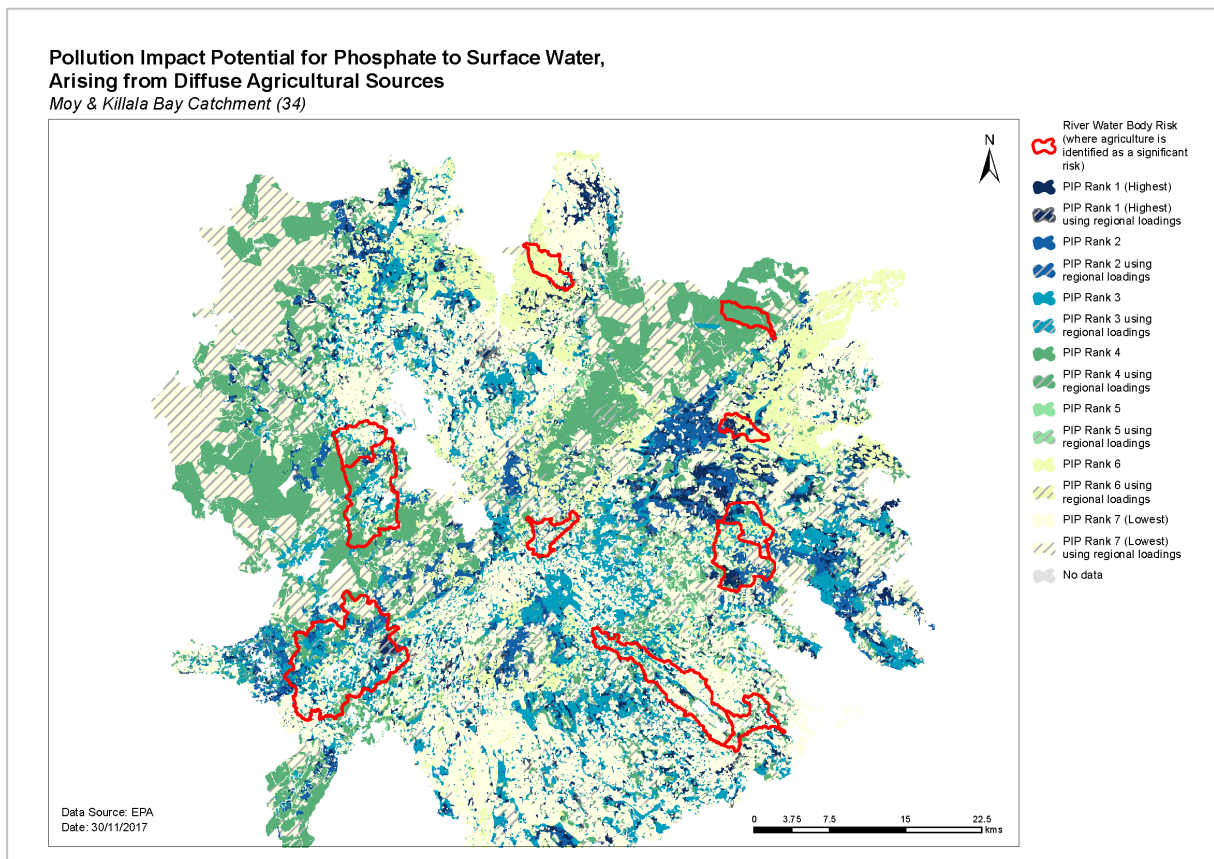 Pollution Impact Potential for Phosphate to Surface Water,
Arising from Diffuse Agricultural Sources
Moy & Killala Bay Catchment (34)
N
River Water Body Risk
(where agriculture is
identified as a significant
risk)
PIP Rank 1 (Highest)
PIP Rank 1 (Highest)
using regional loadings
PIP Rank 2
PIP Rank 2 using
regional loadings
PIP Rank 3
PIP Rank 3 using
regional loadings
PIP Rank 4
PIP Rank 4 using
regional loadings
PIP Rank 5
PIP Rank 5 using
regional loadings
PIP Rank 6
PIP Rank 6 using
regional loadings
PIP Rank 7 (Lowest)
PIP Rank 7 (Lowest)
using regional loadings
No data
Data Source: EPA
Date: 30/11/2017
0 3.75 7.5 15 22.5
kms